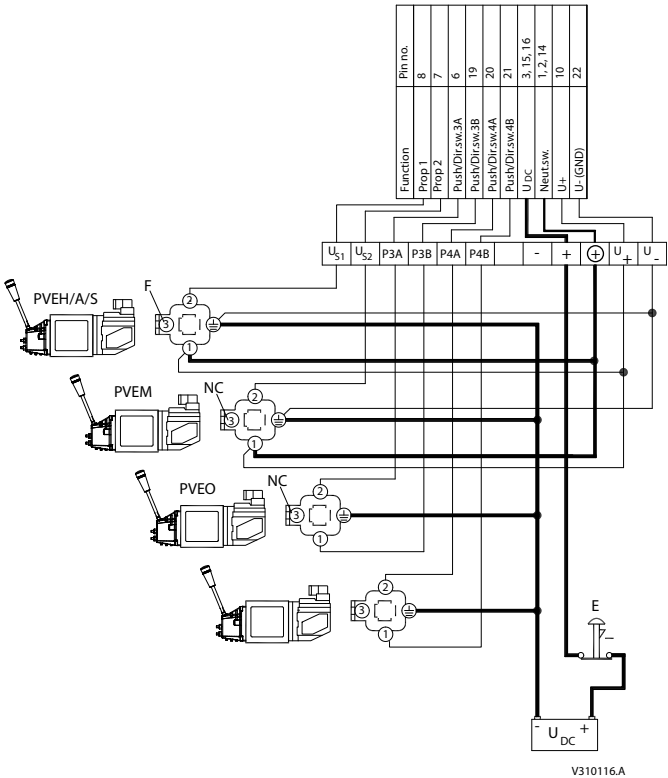 Function Pin no.
Prop 1 8
Prop 2 7
Push/Dir.sw.3A 6
Push/Dir.sw.3B 19
Push/Dir.sw.4A 20
Push/Dir.sw.4B 21
U DC 3, 15, 16
Neut.sw. 1, 2, 14
U+ 10
U- (GND) 22
US1 US2 P3A P3B P4A P4B - + + U+ U-
F
2
PVEH/A/S
3
1
PVEM
NC
2
3
1
PVEO
NC
2
3
1
2
3
1
E
- UDC +
V310116.A